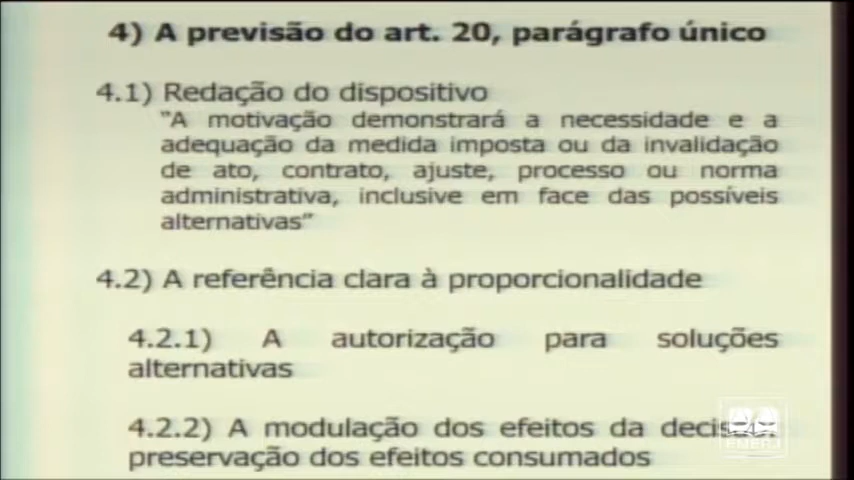 4) A previsão do art. 20, parágrafo único
4.1) Redação do dispositivo
"A motivação demonstrará a necessidade e a
adequação da medida imposta ou da invalidação
de ato, contrato, ajuste, processo ou norma
administrativa, inclusive em face das possíveis
alternativas"
4.2) A referência clara à proporcionalidade
4.2.1) A autorização para soluções
alternativas
4.2.2) A modulação dos efeitos da
preservação dos efeitos consumados
EMERJ